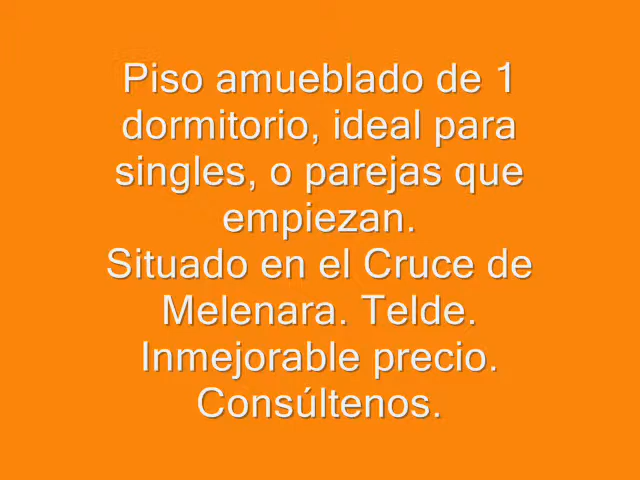 Piso amueblado de 1
dormitorio, ideal para
singles, o parejas que
empiezan.
Situado en el Cruce de
Melenara. Telde.
Inmejorable precio.
Consúltenos.